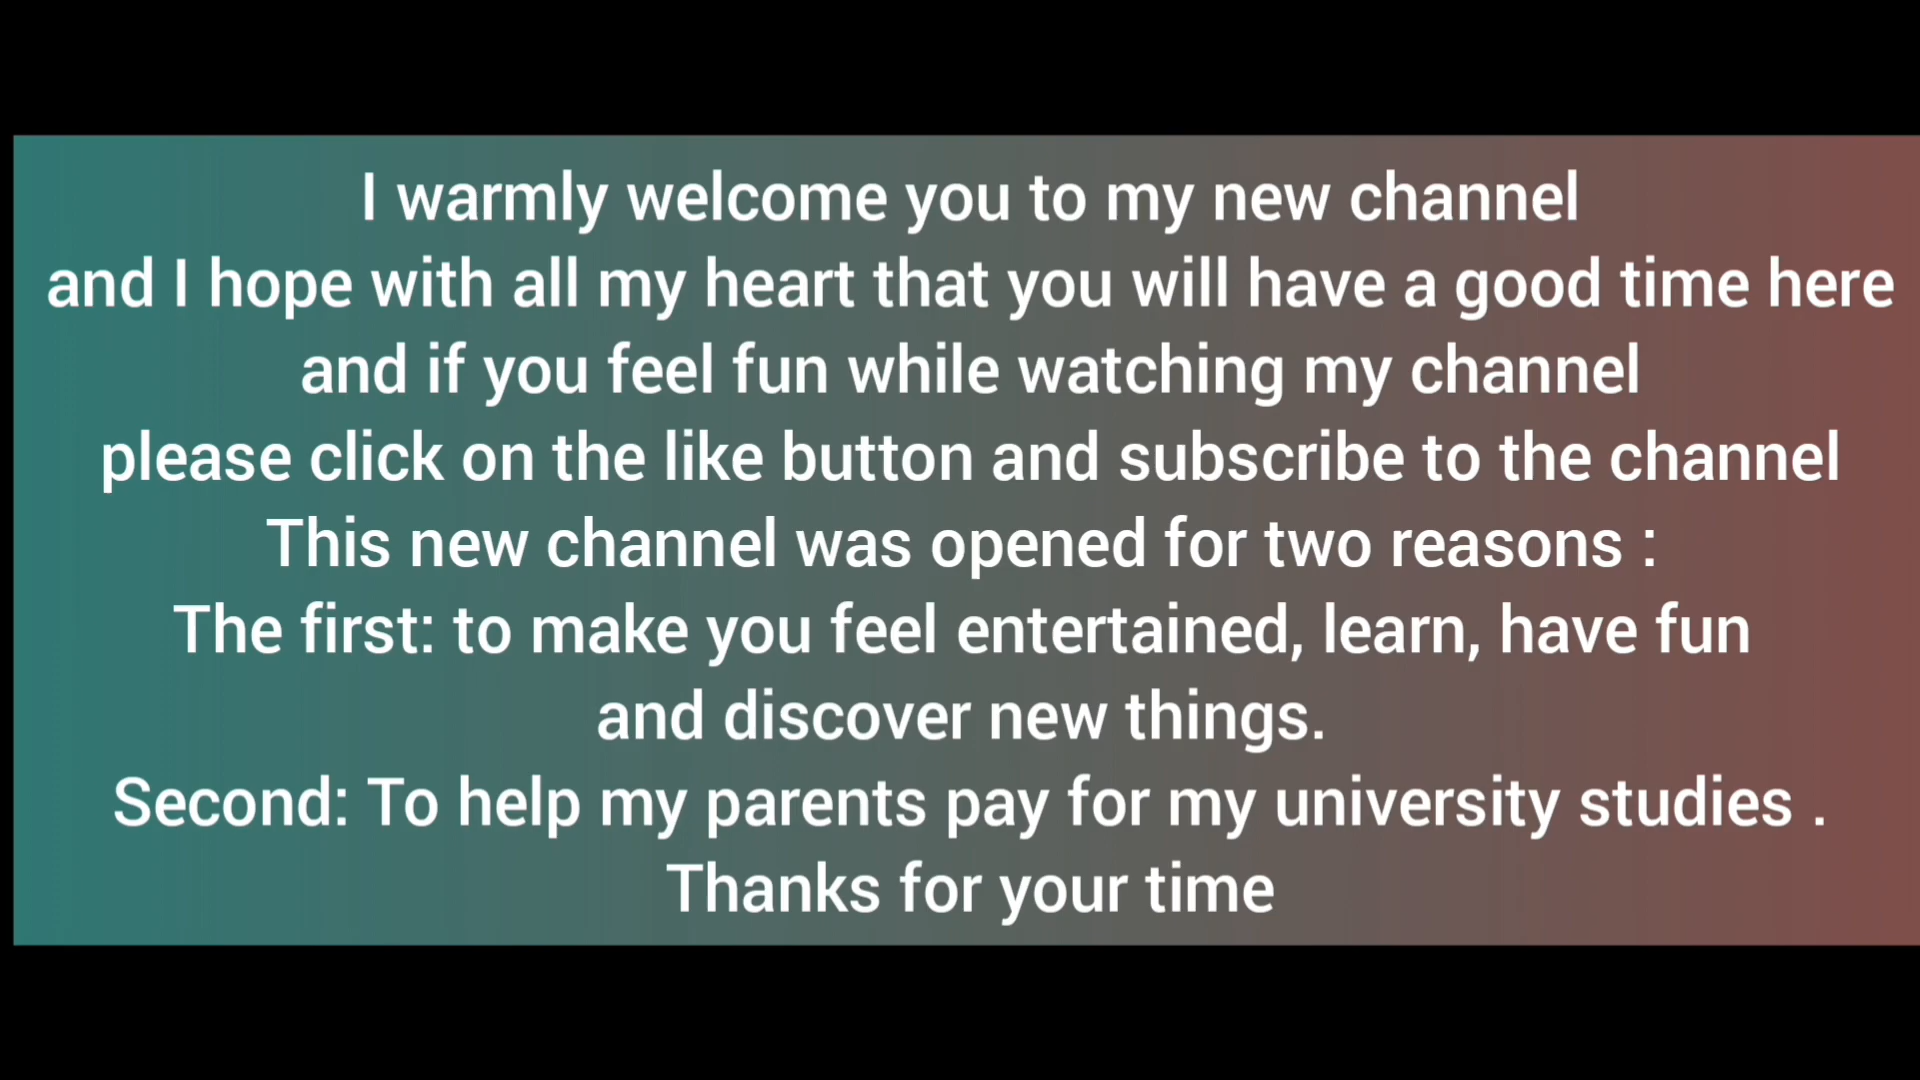 I warmly welcome you to my new channel
and I hope with all my heart that you will have a good time here
and if you feel fun while watching my channel
please click on the like button and subscribe to the channel
This new channel was opened for two reasons :
The first: to make you feel entertained, learn, have fun
and discover new things.
Second: To help my parents pay for my university studies .
Thanks for your time